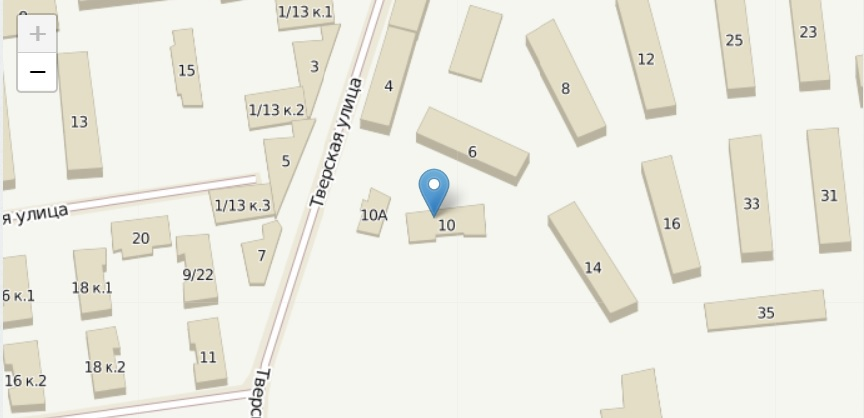 1/13 к.1
23
25
12
3
15
4
8
1/13 к.2
13
Тверская улица
6
5
31
33
1/13 к.3
я улица
10А
16
10
20
7
14
9/22
18 к.1
6 к.1
35
11
18 к.2
16 к.2
Тверс